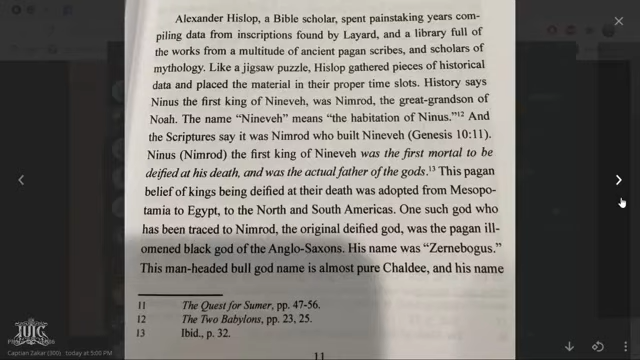 Alexander Hislop, a Bible scholar, spent painstaking years com-
piling data from inscriptions found by Layard, and a library full of
the works from a multitude of ancient pagan scribes, and scholars of
mythology. Like a jigsaw puzzle, Hislop gathered pieces of historical
data and placed the material in their proper time slots. History says
Ninus the first king of Nineveh, was Nimrod, the great-grandson of
Noah. The name “Nineveh” means “the habitation of Ninus.”12 And
the Scriptures say it was Nimrod who built Nineveh (Genesis 10:11).
Ninus (Nimrod) the first king of Nineveh was the first mortal to be
deified at his death, and was the actual father of the gods.13 This pagan
belief of kings being deified at their death was adopted from Mesopo-
tamia to Egypt, to the North and South Americas. One such god who
has been traced to Nimrod, the original deified god, was the pagan ill-
omened black god of the Anglo-Saxons. His name was “Zernebogus.”
This man-headed bull god name is almost pure Chaldee, and his name
11 The Quest for Sumer, pp. 47-56.
12 The Two Babylons, pp. 23, 25.
13 Ibid., p. 32.
11
IUIC
Captian Zakar (300) today at 5:00 PM